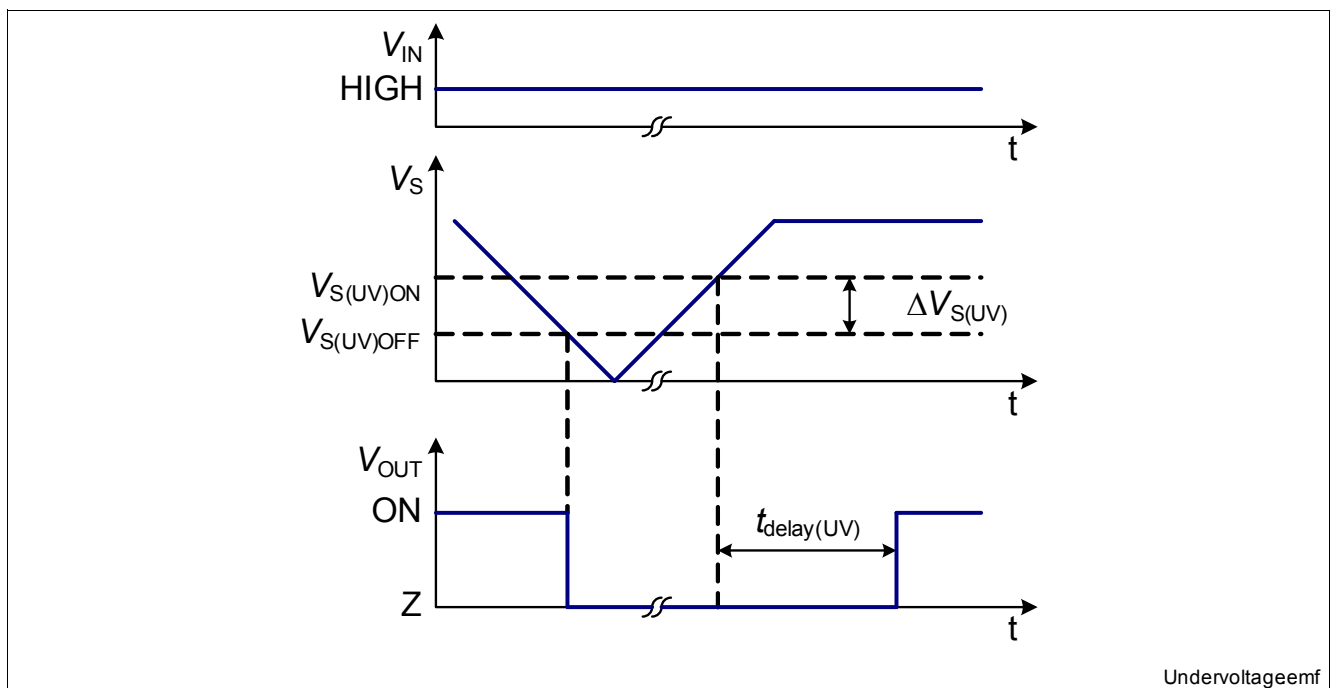 VIN
HIGH
t
VS
VS(UV)ON
ΔVS(UV)
VS(UV)OFF
t
VOUT
ON
tdelay(UV)
Z
t
Undervoltageemf